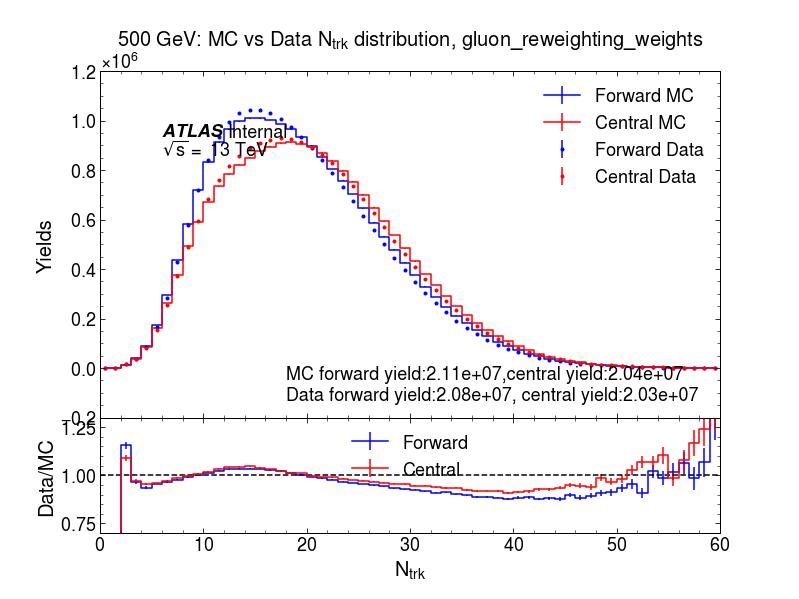 500 GeV: MC vs Data N_trk distribution, gluon_reweighting_weights
×10⁶
1.2
1.0
0.8
0.6
0.4
0.2
0.0
0.2
Yields
ATLAS Internal
√s = 13 TeV
Forward MC
Central MC
Forward Data
Central Data
MC forward yield:2.11e+07,central yield:2.04e+07
Data forward yield:2.08e+07, central yield:2.03e+07
1.25
1.00
0.75
Data/MC
Forward
Central
0 10 20 30 40 50 60
N_trk